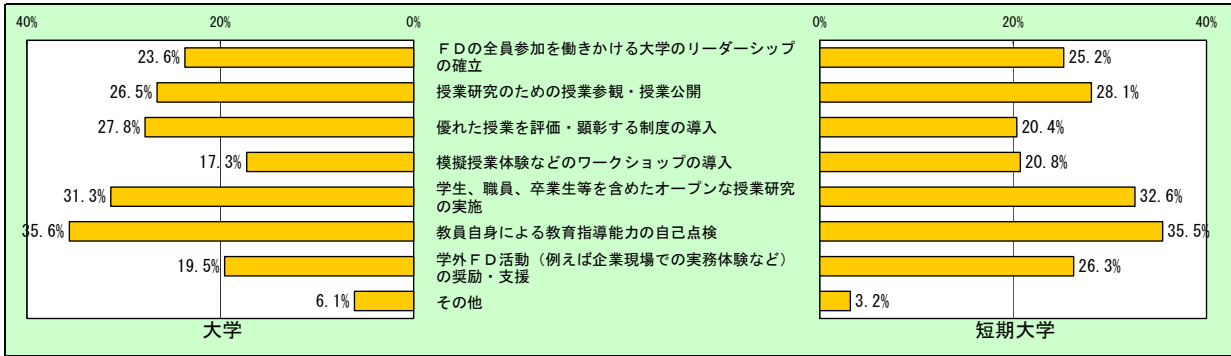 40%
20%
0%
0%
20%
40%
23.6%
ＦＤの全員参加を働きかける大学のリーダーシップ
の確立
25.2%
26.5%
授業研究のための授業参観・授業公開
28.1%
27.8%
優れた授業を評価・顕彰する制度の導入
20.4%
17.3%
模擬授業体験などのワークショップの導入
20.8%
31.3%
学生、職員、卒業生等を含めたオープンな授業研究
の実施
32.6%
35.6%
教員自身による教育指導能力の自己点検
35.5%
19.5%
学外ＦＤ活動（例えば企業現場での実務体験など）
の奨励・支援
26.3%
6.1%
その他
3.2%
大学
短期大学